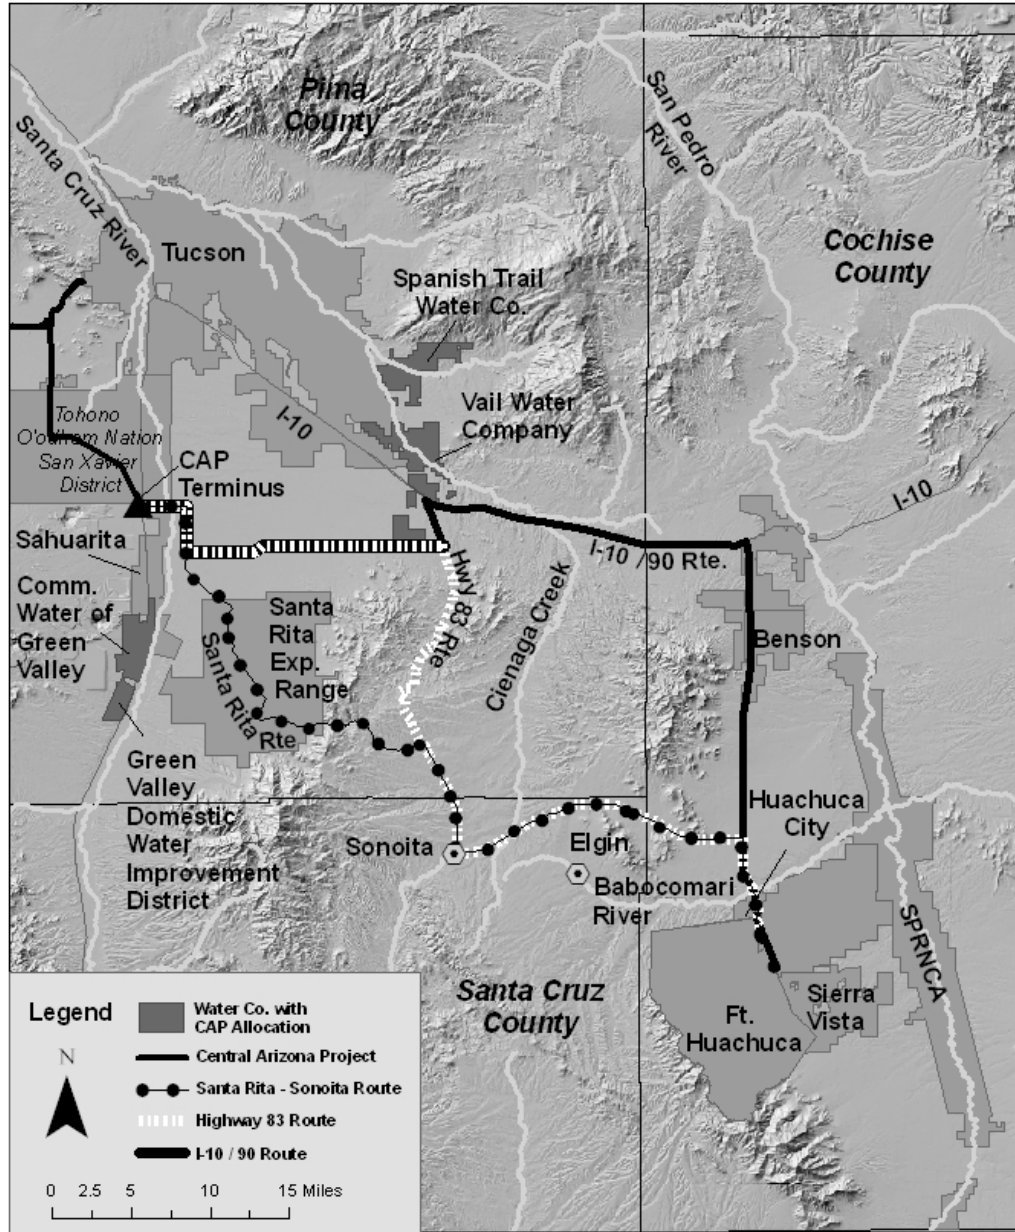 Pima
County
San Pedro
River
Santa Cruz River
Cochise
County
Tucson
Spanish Trail
Water Co.
Vail Water
Company
I-10
Tohono
O'odham Nation
San Xavier
District
CAP
Terminus
I-10
Sahuarita
I-10 / 90 Rte.
Hwy 83 Rte
Comm.
Water of
Green
Valley
Santa
Rita
Exp.
Range
Santa Rita
Rte
Cienaga Creek
Benson
Green
Valley
Domestic
Water
Improvement
District
Huachuca
City
Sonoita
Elgin
Babocomari
River
SPRNCA
Santa Cruz
County
Sierra
Vista
Ft.
Huachuca
Legend
Water Co. with
CAP Allocation
N
Central Arizona Project
Santa Rita - Sonoita Route
Highway 83 Route
I-10 / 90 Route
0 2.5 5 10 15 Miles